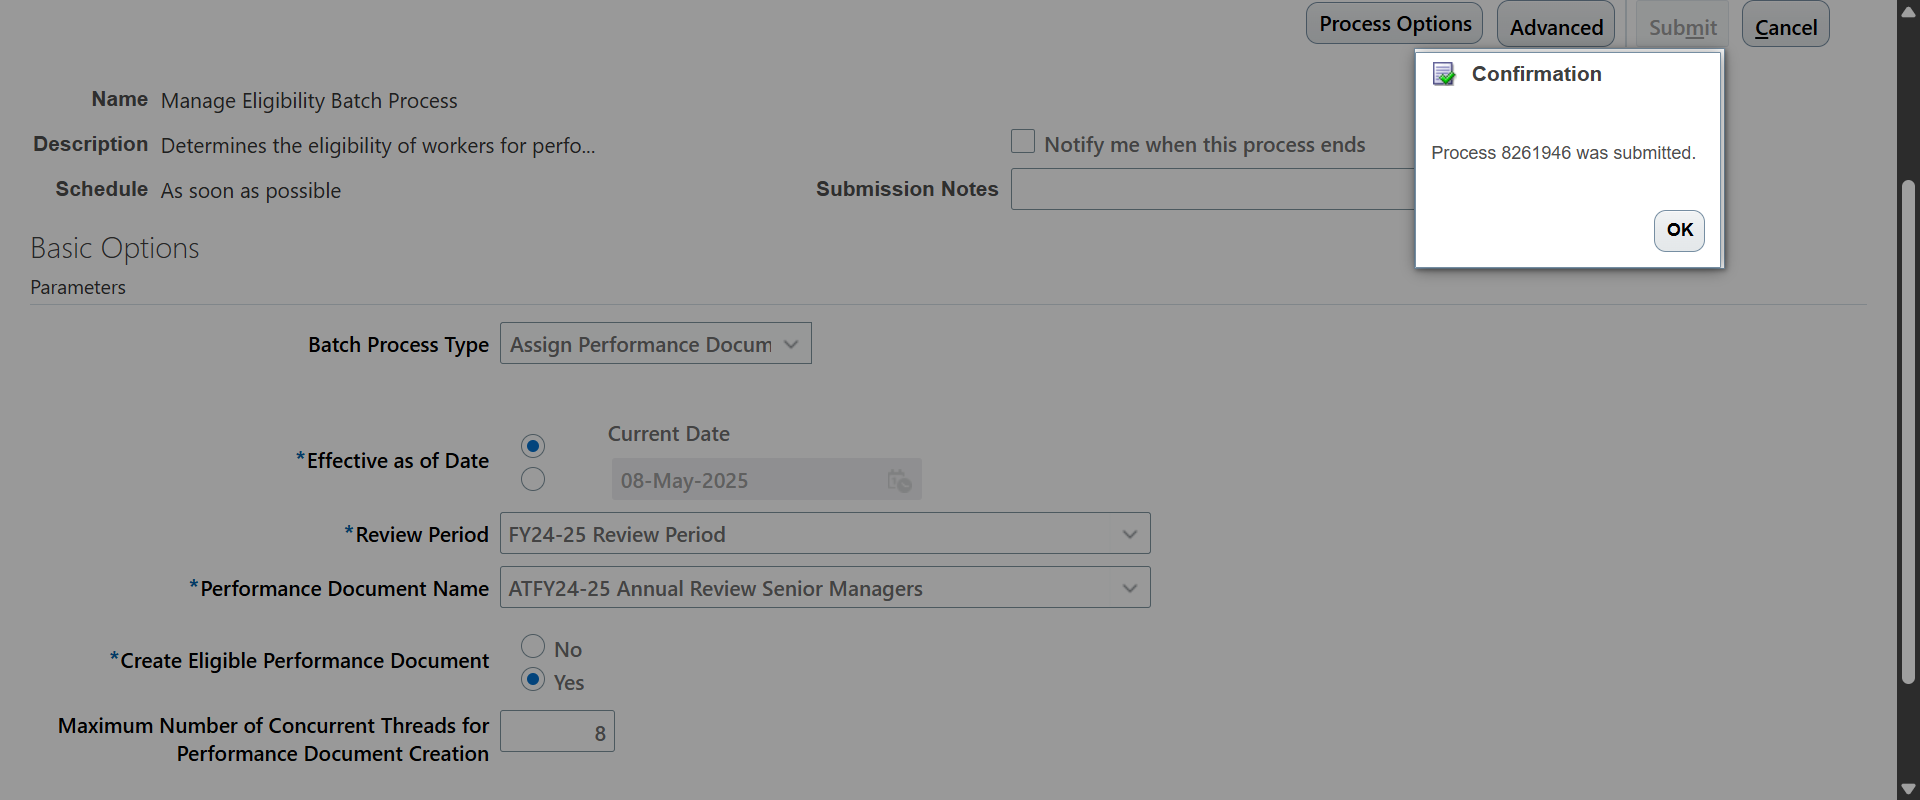 Process Options Advanced Submit Cancel
Confirmation
Process 8261946 was submitted.
OK
Name Manage Eligibility Batch Process
Description Determines the eligibility of workers for perfo...
Notify me when this process ends
Schedule As soon as possible
Submission Notes
Basic Options
Parameters
Batch Process Type Assign Performance Docum
*Effective as of Date
Current Date
08-May-2025
*Review Period FY24-25 Review Period
*Performance Document Name ATFY24-25 Annual Review Senior Managers
*Create Eligible Performance Document
No
Yes
Maximum Number of Concurrent Threads for
Performance Document Creation
8